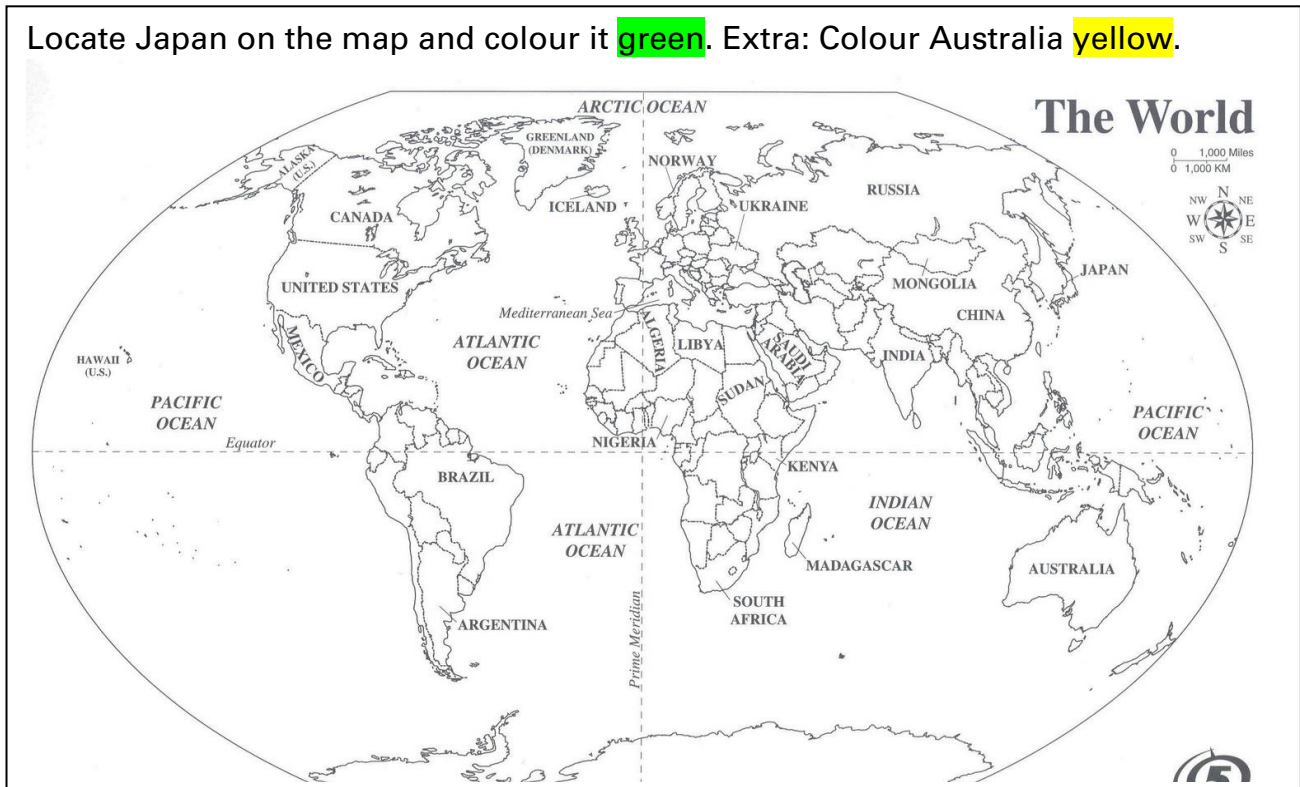 Locate Japan on the map and colour it green. Extra: Colour Australia yellow.
The World
0 1,000 Miles
0 1,000 KM
N
NW NE
W E
SW SE
S
ARCTIC OCEAN
GREENLAND
(DENMARK)
ALASKA
(U.S.)
NORWAY
RUSSIA
ICELAND
UKRAINE
CANADA
JAPAN
MONGOLIA
UNITED STATES
CHINA
Mediterranean Sea
ATLANTIC
OCEAN
ALGERIA
LIBYA
SAUDI
ARABIA
INDIA
MEXICO
HAWAII
(U.S.)
SUDAN
PACIFIC
OCEAN
PACIFIC
OCEAN
Equator
NIGERIA
KENYA
BRAZIL
INDIAN
OCEAN
ATLANTIC
OCEAN
MADAGASCAR
AUSTRALIA
SOUTH
AFRICA
ARGENTINA
Prime Meridian
5